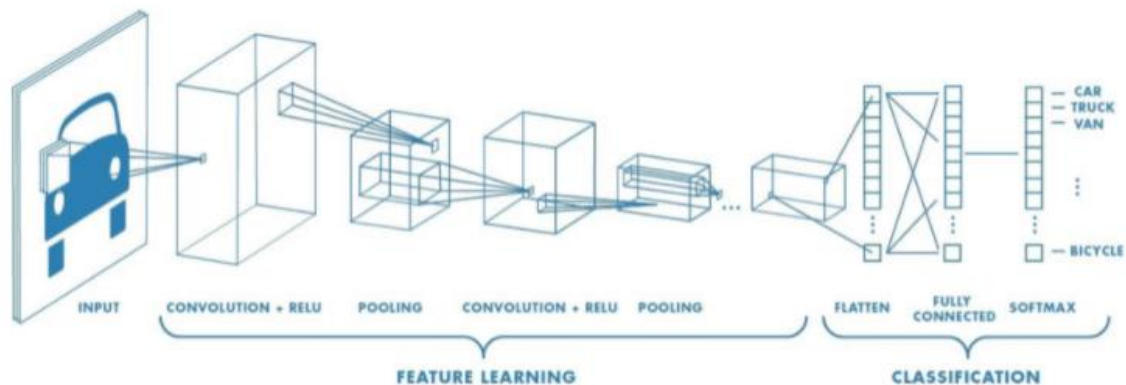 CAR
TRUCK
VAN
BICYCLE
INPUT
CONVOLUTION + RELU
POOLING
CONVOLUTION + RELU
POOLING
FLATTEN
FULLY
CONNECTED
SOFTMAX
FEATURE LEARNING
CLASSIFICATION